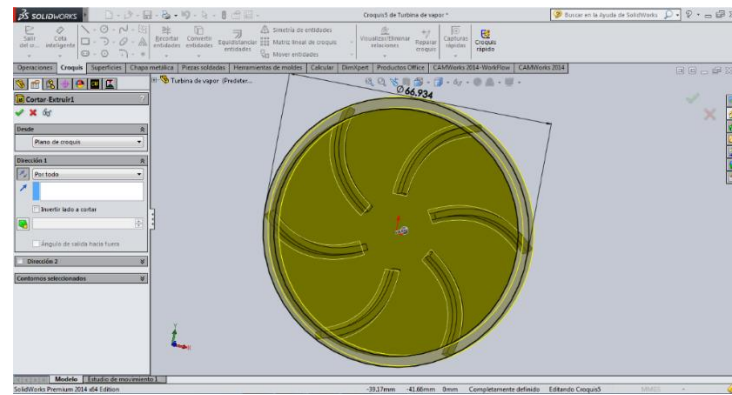 SOLIDWORKS
Croquis5 de Turbina de vapor *
Buscar en la Ayuda de SolidWorks
Salir del cr...
Cota inteligente
Recortar entidades
Convertir entidades
Equidistanciar entidades
Simetría de entidades
Matriz lineal de croquis
Mover entidades
Visualizar/Eliminar relaciones
Reparar croquis
Capturas rápidas
Croquis rápido
Operaciones Croquis Superficies Chapa metálica Piezas soldadas Herramientas de moldes Calcular DimXpert Productos Office CAMWorks 2014-WorkFlow CAMWorks 2014
Turbina de vapor (Predeter...
Cortar-Extruir1
Ø66.934
Desde
Plano de croquis
Dirección 1
Por todo
Invertir lado a cortar
Ángulo de salida hacia fuera
Dirección 2
Contornos seleccionados
Y
Modelo Estudio de movimiento 1
SolidWorks Premium 2014 x64 Edition -39.17mm -41.66mm 0mm Completamente definido Editando Croquis5 MMGS